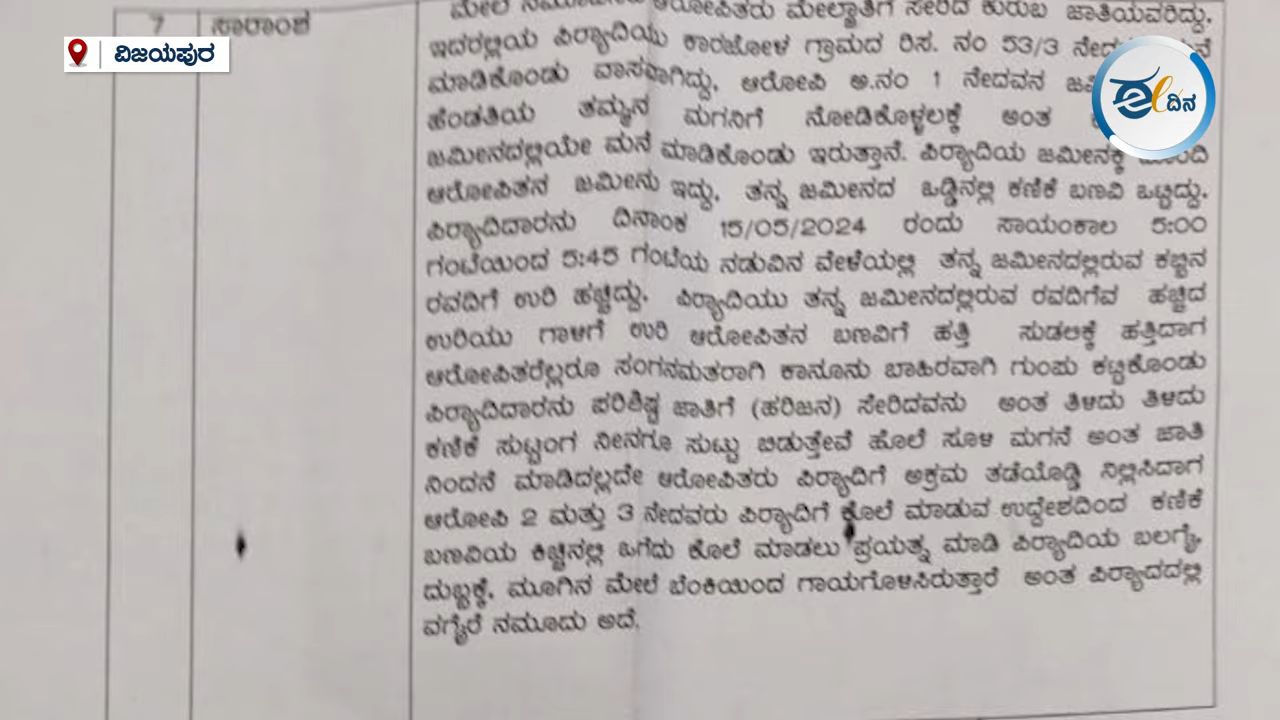 7 ಸಾರಾಂಶ
ವಿಜಯಪುರ
el ದಿನ
ಮೇಲೆ ಆರೋಪಿತರು ಮೇಲ್ಜಾತಿಗೆ ಸೇರಿದ ಕುರುಬ ಜಾತಿಯವರಿದ್ದು,
ಇದರಲ್ಲಿಯ ಪಿರ‍್ಯಾದಿಯು ಕಾರಜೋಳ ಗ್ರಾಮದ ರಿಸ. ನಂ 53/3
ಮಾಡಿಕೊಂಡು ವಾಸವಾಗಿದ್ದು, ಆರೋಪಿ ಅ.ನಂ 1 ನೇದವನ
ಹೆಂಡತಿಯ ತಮ್ಮನ ಮಗನಿಗೆ ನೋಡಿಕೊಳ್ಳಲಕ್ಕೆ ಅಂತ
ಜಮೀನದಲ್ಲಿಯೇ ಮನೆ ಮಾಡಿಕೊಂಡು ಇರುತ್ತಾನೆ. ಪಿರ‍್ಯಾದಿಯ ಜಮೀನಕ್ಕೆ
ಆರೋಪಿತನ ಜಮೀನು ಇದ್ದು, ತನ್ನ ಜಮೀನದ ಒಡ್ಡಿನಲ್ಲಿ ಕಣಿಕೆ ಬಣವಿ ಒಟ್ಟಿದ್ದು,
ಪಿರ‍್ಯಾದಿದಾರನು ದಿನಾಂಕ 15/05/2024 ರಂದು ಸಾಯಂಕಾಲ 5:00
ಗಂಟೆಯಿಂದ 5:45 ಗಂಟೆಯ ನಡುವಿನ ವೇಳೆಯಲ್ಲಿ ತನ್ನ ಜಮೀನದಲ್ಲಿರುವ ಕಬ್ಬಿನ
ರವದಿಗೆ ಉರಿ ಹಚ್ಚಿದ್ದು, ಪಿರ‍್ಯಾದಿಯು ತನ್ನ ಜಮೀನದಲ್ಲಿರುವ ರವದಿಗೆವ ಹಚ್ಚಿದ
ಉರಿಯು ಗಾಳಿಗೆ ಉರಿ ಆರೋಪಿತನ ಬಣವಿಗೆ ಹತ್ತಿ ಸುಡಲಿಕ್ಕೆ ಹತ್ತಿದಾಗ
ಆರೋಪಿತರೆಲ್ಲರೂ ಸಂಗನಮತರಾಗಿ ಕಾನೂನು ಬಾಹಿರವಾಗಿ ಗುಂಪು ಕಟ್ಟಿಕೊಂಡು
ಪಿರ‍್ಯಾದಿದಾರನು ಪರಿಶಿಷ್ಟ ಜಾತಿಗೆ (ಹರಿಜನ) ಸೇರಿದವನು ಅಂತ ತಿಳಿದು ತಿಳಿದು
ಕಣಿಕೆ ಸುಟ್ಟಂಗ ನೀನಗೂ ಸುಟ್ಟು ಬಿಡುತ್ತೇವೆ ಹೊಲೆ ಸೂಳಿ ಮಗನೆ ಅಂತ ಜಾತಿ
ನಿಂದನೆ ಮಾಡಿದಲ್ಲದೇ ಆರೋಪಿತರು ಪಿರ‍್ಯಾದಿಗೆ ಅಕ್ರಮ ತಡೆಯೊಡ್ಡಿ ನಿಲ್ಲಿಸಿದಾಗ
ಆರೋಪಿ 2 ಮತ್ತು 3 ನೇದವರು ಪಿರ‍್ಯಾದಿಗೆ ಕೊಲೆ ಮಾಡುವ ಉದ್ದೇಶದಿಂದ ಕಣಿಕೆ
ಬಣವಿಯ ಕಿಚ್ಚಿನಲ್ಲಿ ಒಗೆದು ಕೊಲೆ ಮಾಡಲು ಪ್ರಯತ್ನ ಮಾಡಿ ಪಿರ‍್ಯಾದಿಯ ಬಲಗೈ,
ದುಬ್ಬಕ್ಕೆ, ಮೂಗಿನ ಮೇಲೆ ಬೆಂಕಿಯಿಂದ ಗಾಯಗೊಳಿಸಿರುತ್ತಾರೆ ಅಂತ ಪಿರ‍್ಯಾದದಲ್ಲಿ
ವಗೈರೆ ನಮೂದು ಅದೆ.